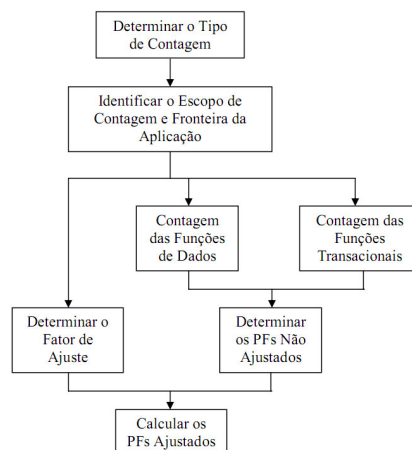 Determinar o Tipo
de Contagem
Identificar o Escopo de
Contagem e Fronteira da
Aplicação
Contagem
das Funções
de Dados
Contagem das
Funções
Transacionais
Determinar o
Fator de
Ajuste
Determinar
os PFs Não
Ajustados
Calcular os
PFs Ajustados